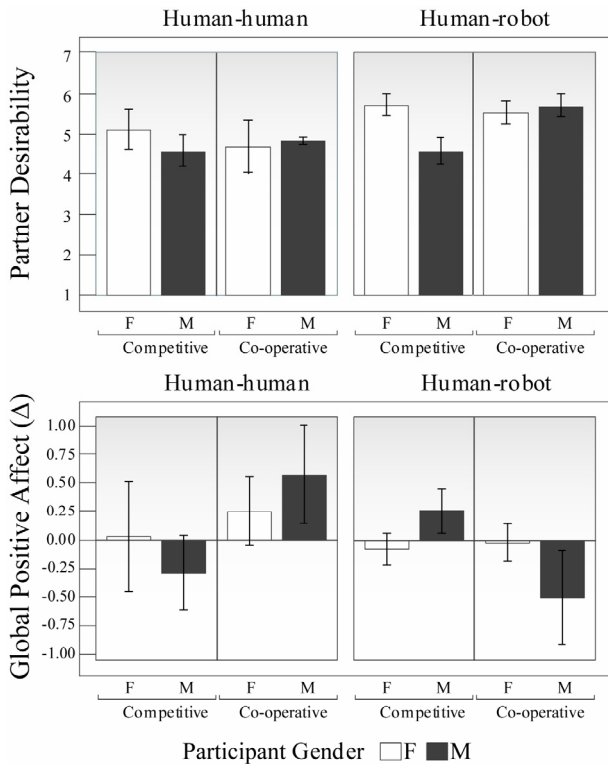 Human-human Human-robot
Partner Desirability
7
6
5
4
3
2
1
F M F M F M F M
Competitive Co-operative Competitive Co-operative
Human-human Human-robot
Global Positive Affect (Δ)
1.00
0.75
0.50
0.25
0.00
-0.25
-0.50
-0.75
-1.00
F M F M F M F M
Competitive Co-operative Competitive Co-operative
Participant Gender F M